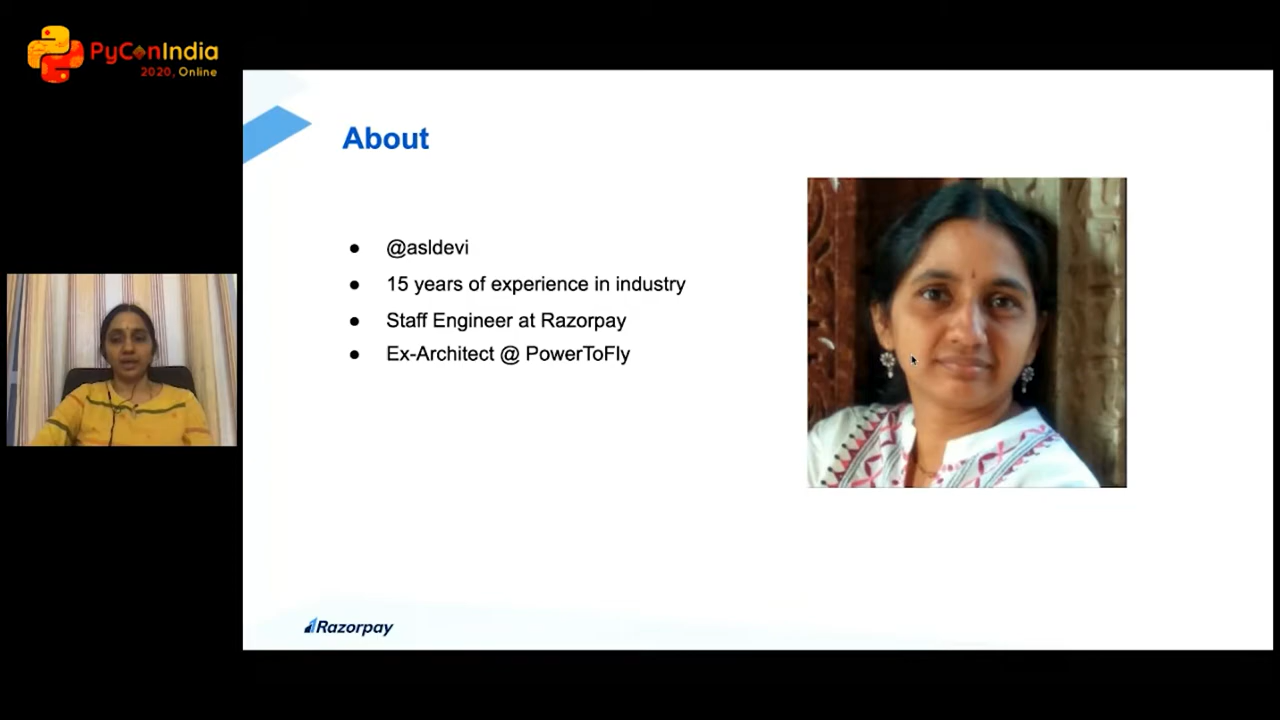 PyConIndia
2020, Online
About
● @asldevi
● 15 years of experience in industry
● Staff Engineer at Razorpay
● Ex-Architect @ PowerToFly
Razorpay